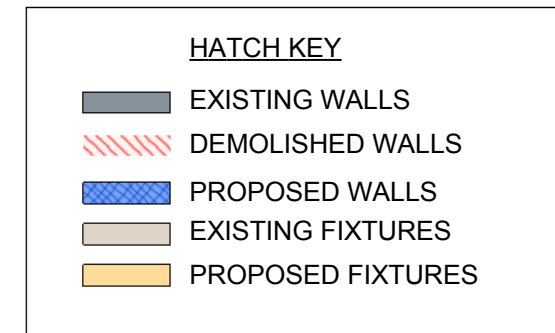 HATCH KEY
EXISTING WALLS
DEMOLISHED WALLS
PROPOSED WALLS
EXISTING FIXTURES
PROPOSED FIXTURES